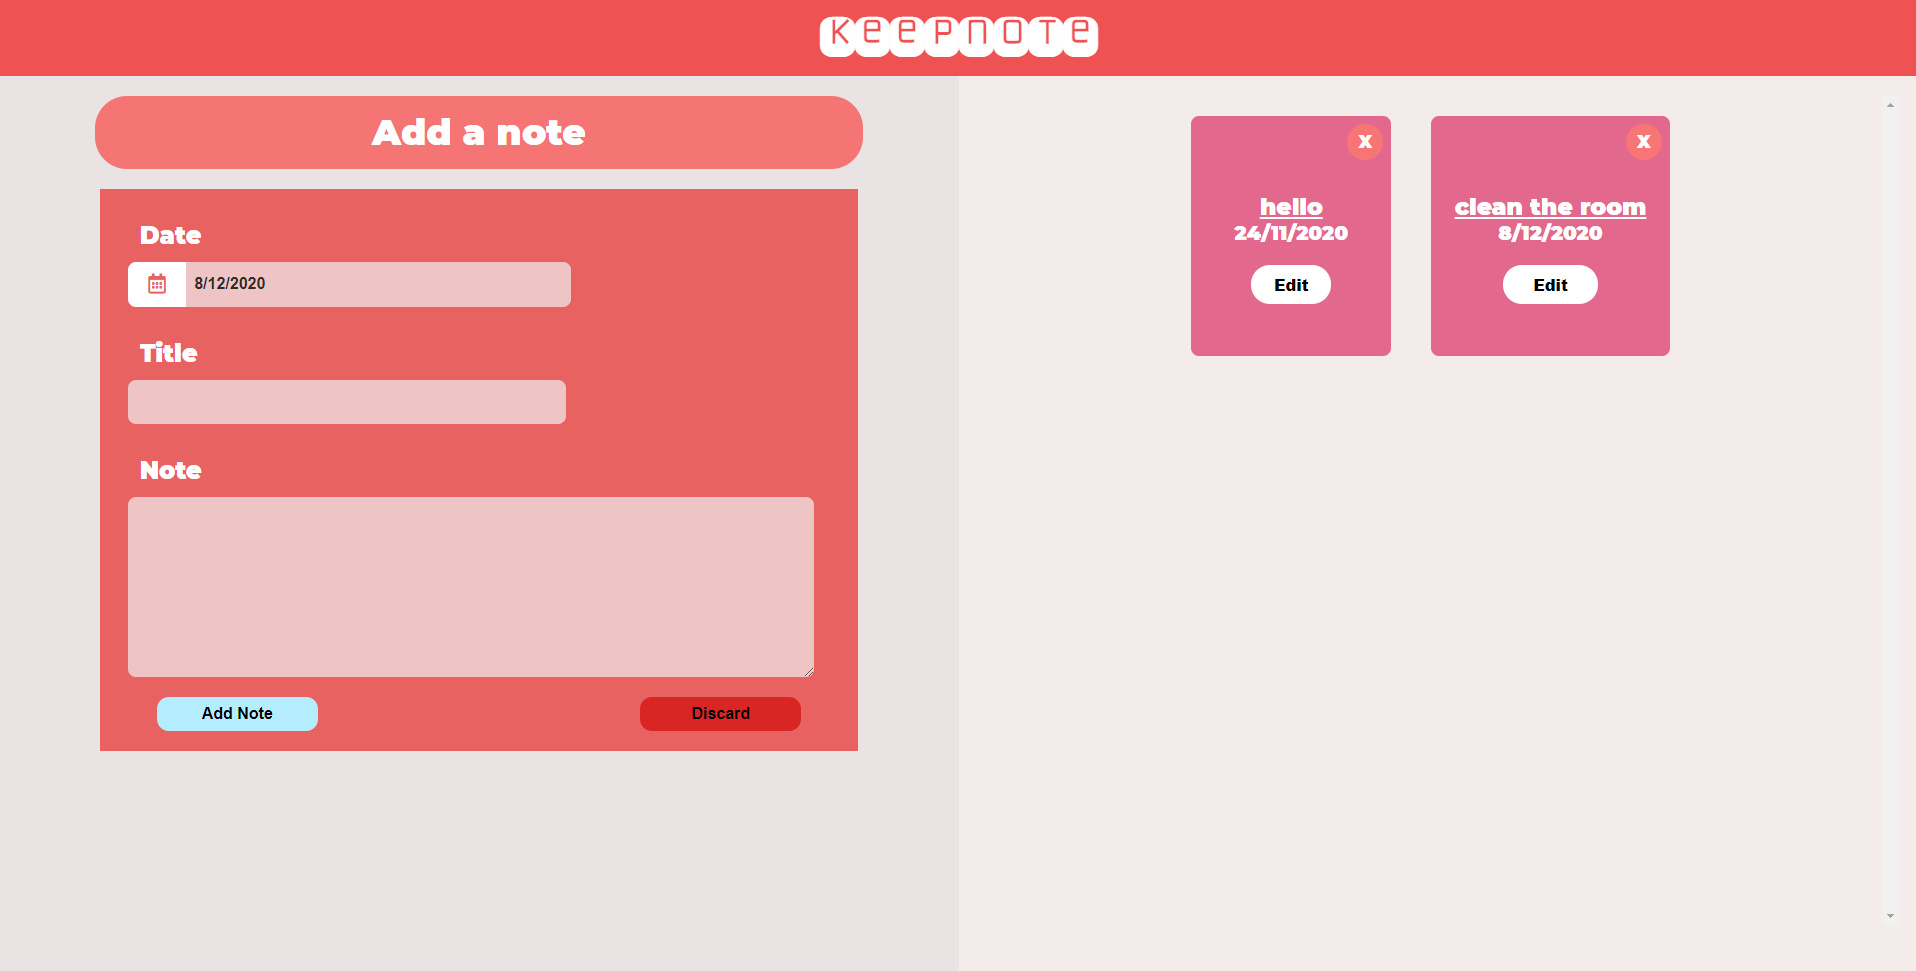 KeepNoTe
Add a note
Date
8/12/2020
Title
Note
Add Note
Discard
X
hello
24/11/2020
Edit
X
clean the room
8/12/2020
Edit